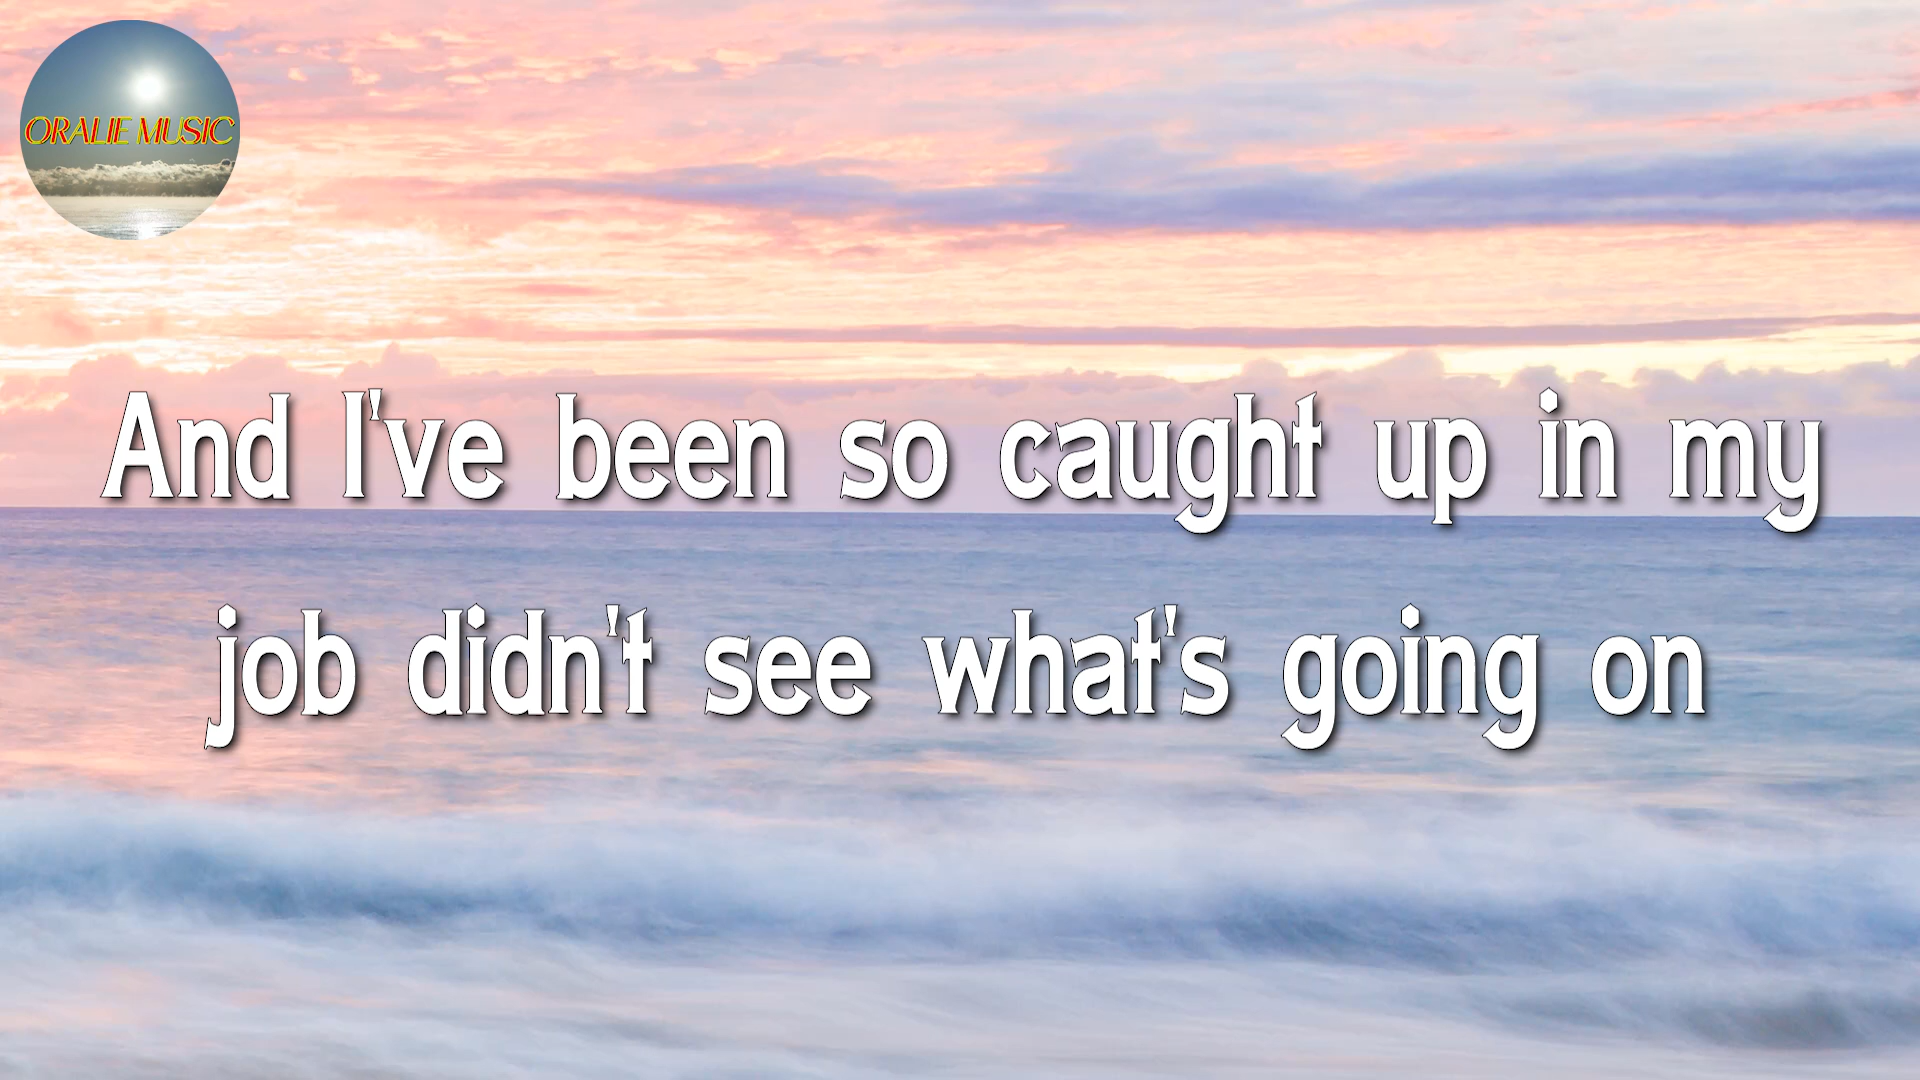 ORALIE MUSIC
And I've been so caught up in my
job didn't see what's going on